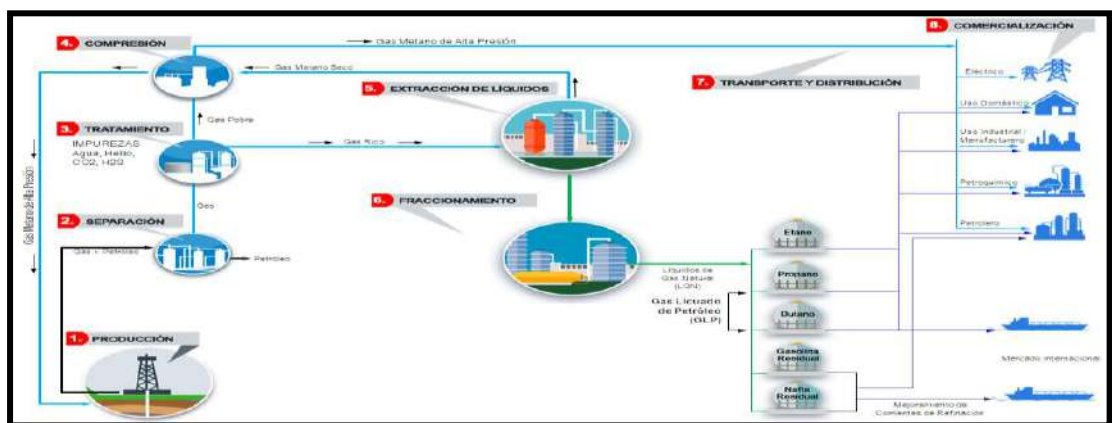 4. COMPRESIÓN
Gas Metano de Alta Presión
8. COMERCIALIZACIÓN
Gas Metano Seco
5. EXTRACCIÓN DE LÍQUIDOS
7. TRANSPORTE Y DISTRIBUCIÓN
Eléctrico
Uso Doméstico
Gas Pobre
3. TRATAMIENTO
IMPUREZAS
Agua, Helio,
CO2, H2S
Gas Rico
Uso Industrial /
Manufacturero
Petroquímico
Gas Metano de Alta Presión
Gas
6. FRACCIONAMIENTO
2. SEPARACIÓN
Gas + Petróleo
Petróleo
Petrolero
Etano
Líquidos de
Gas Natural
(LGN)
Propano
Gas Licuado
de Petróleo
(GLP)
Butano
1. PRODUCCIÓN
Gasolina
Residual
Mercado Internacional
Nafta
Residual
Mejoramiento de
Corrientes de Refinación